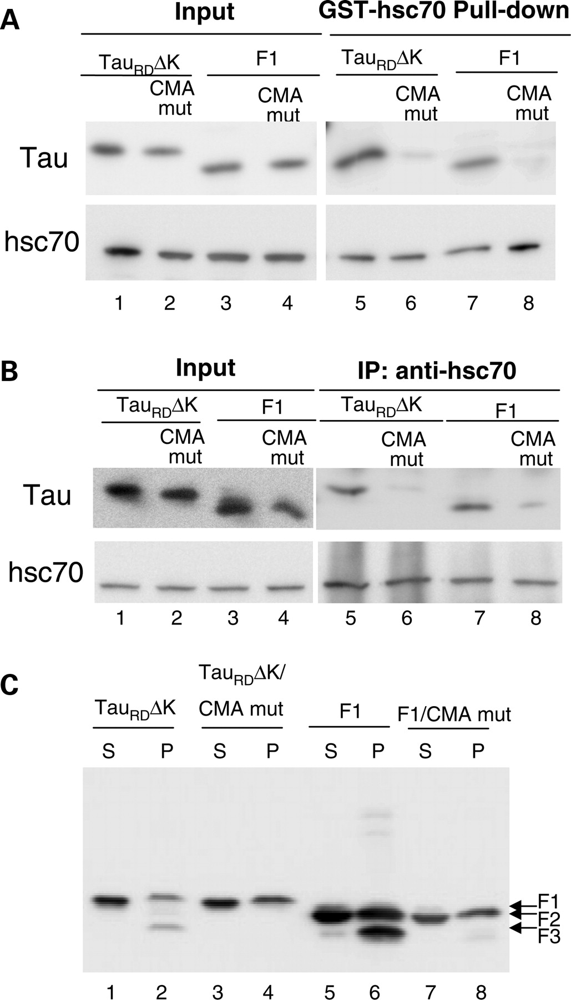 A
Input GST-hsc70 Pull-down
TauRDΔK F1 TauRDΔK F1
CMA mut CMA mut CMA mut CMA mut
Tau
hsc70
1 2 3 4 5 6 7 8
B
Input IP: anti-hsc70
TauRDΔK F1 TauRDΔK F1
CMA mut CMA mut CMA mut CMA mut
Tau
hsc70
1 2 3 4 5 6 7 8
C
TauRDΔK TauRDΔK/ CMA mut F1 F1/CMA mut
S P S P S P S P
F1
F2
F3
1 2 3 4 5 6 7 8